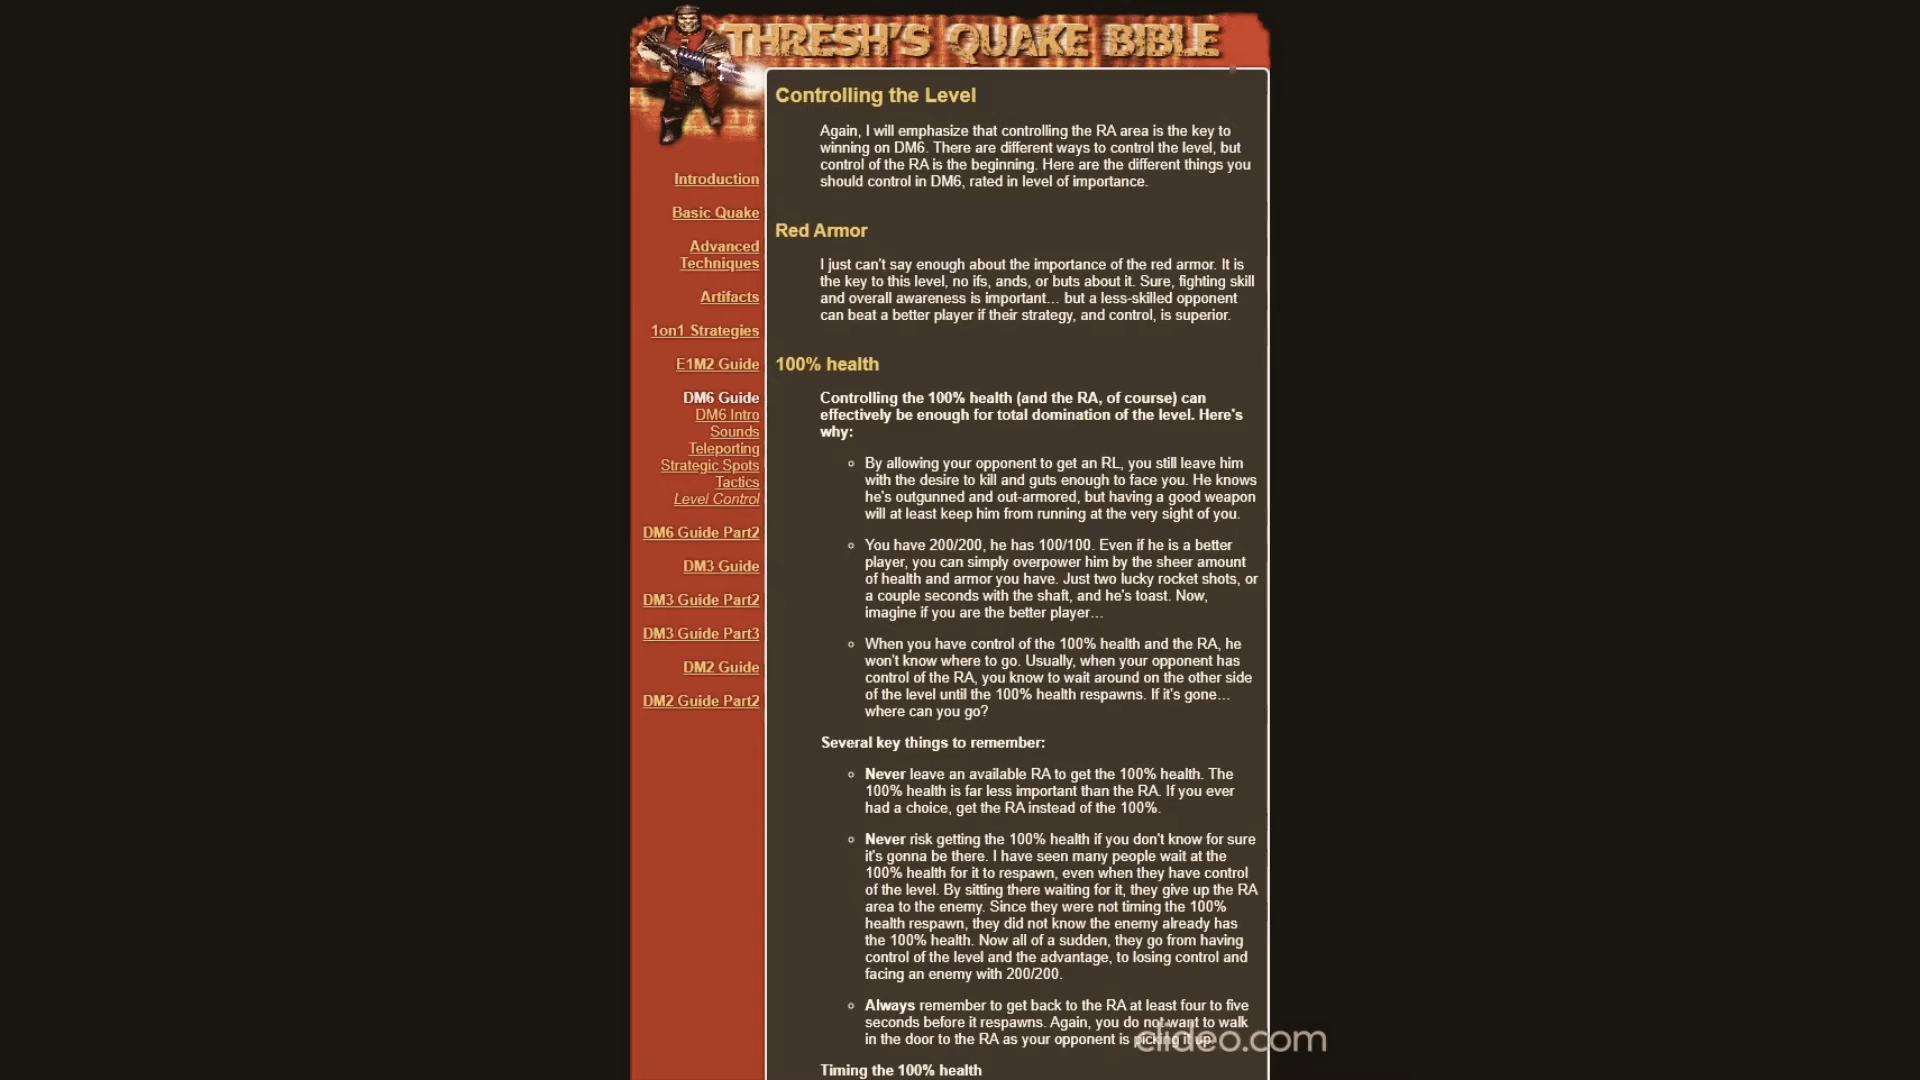 THRESH'S QUAKE BIBLE
Introduction
Basic Quake
Advanced
Techniques
Artifacts
1on1 Strategies
E1M2 Guide
DM6 Guide
DM6 Intro
Sounds
Teleporting
Strategic Spots
Tactics
Level Control
DM6 Guide Part2
DM3 Guide
DM3 Guide Part2
DM3 Guide Part3
DM2 Guide
DM2 Guide Part2
Controlling the Level
Again, I will emphasize that controlling the RA area is the key to
winning on DM6. There are different ways to control the level, but
control of the RA is the beginning. Here are the different things you
should control in DM6, rated in level of importance.
Red Armor
I just can't say enough about the importance of the red armor. It is
the key to this level, no ifs, ands, or buts about it. Sure, fighting skill
and overall awareness is important... but a less-skilled opponent
can beat a better player if their strategy, and control, is superior.
100% health
Controlling the 100% health (and the RA, of course) can
effectively be enough for total domination of the level. Here's
why:
By allowing your opponent to get an RL, you still leave him
with the desire to kill and guts enough to face you. He knows
he's outgunned and out-armored, but having a good weapon
will at least keep him from running at the very sight of you.
You have 200/200, he has 100/100. Even if he is a better
player, you can simply overpower him by the sheer amount
of health and armor you have. Just two lucky rocket shots, or
a couple seconds with the shaft, and he's toast. Now,
imagine if you are the better player...
When you have control of the 100% health and the RA, he
won't know where to go. Usually, when your opponent has
control of the RA, you know to wait around on the other side
of the level until the 100% health respawns. If it's gone...
where can you go?
Several key things to remember:
Never leave an available RA to get the 100% health. The
100% health is far less important than the RA. If you ever
had a choice, get the RA instead of the 100%.
Never risk getting the 100% health if you don't know for sure
it's gonna be there. I have seen many people wait at the
100% health for it to respawn, even when they have control
of the level. By sitting there waiting for it, they give up the RA
area to the enemy. Since they were not timing the 100%
health respawn, they did not know the enemy already has
the 100% health. Now all of a sudden, they go from having
control of the level and the advantage, to losing control and
facing an enemy with 200/200.
Always remember to get back to the RA at least four to five
seconds before it respawns. Again, you do not want to walk
in the door to the RA as your opponent is picking it up.
Timing the 100% health
clideo.com